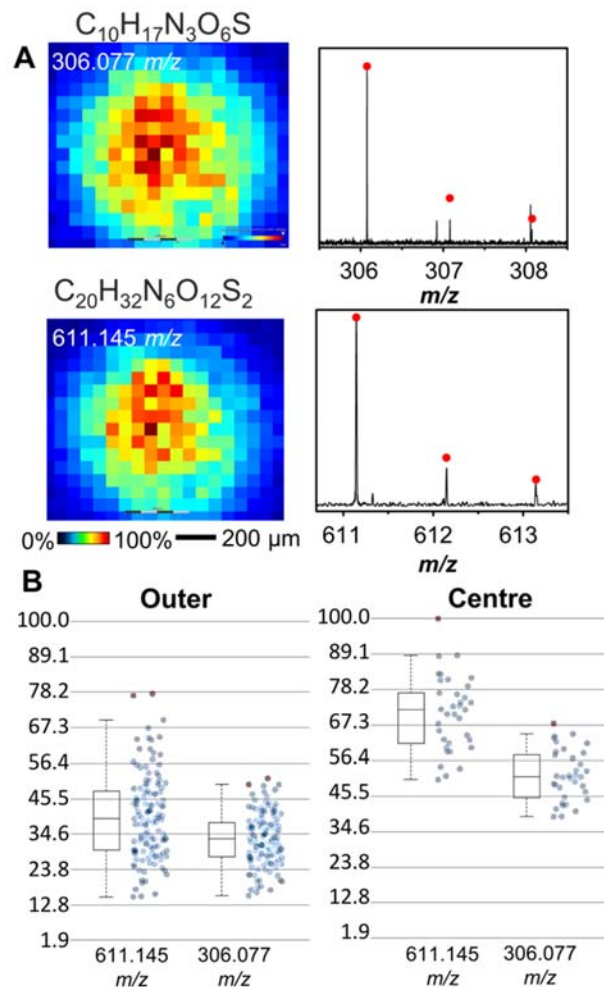 C₁₀H₁₇N₃O₆S
A
306.077 m/z
306 307 308
m/z
C₂₀H₃₂N₆O₁₂S₂
611.145 m/z
611 612 613
m/z
0% 100% 200 µm
B
Outer Centre
100.0 100.0
89.1 89.1
78.2 78.2
67.3 67.3
56.4 56.4
45.5 45.5
34.6 34.6
23.8 23.8
12.8 12.8
1.9 1.9
611.145 306.077 611.145 306.077
m/z m/z m/z m/z